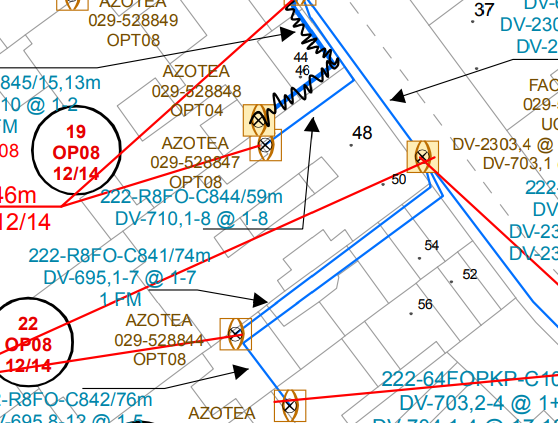 AZOTEA
029-528849
OPT08
37
DV-230
DV-2
845/15,13m
10 @ 1-2
FM
08
19
OP08
12/14
46m
12/14
AZOTEA
029-528848
OPT04
44
46
AZOTEA
029-528847
OPT08
48
FAC
029-
UC
DV-2303,4 @
DV-703,1
222-R8FO-C844/59m
DV-710,1-8 @ 1-8
50
222-
DV-23
DV-23
222-R8FO-C841/74m
DV-695,1-7 @ 1-7
1 FM
54
52
56
22
OP08
12/14
AZOTEA
029-528844
OPT08
2-R8FO-C842/76m
V-695,8-12 @ 1-5
AZOTEA
222-64FOPKP-C10
DV-703,2-4 @ 1+